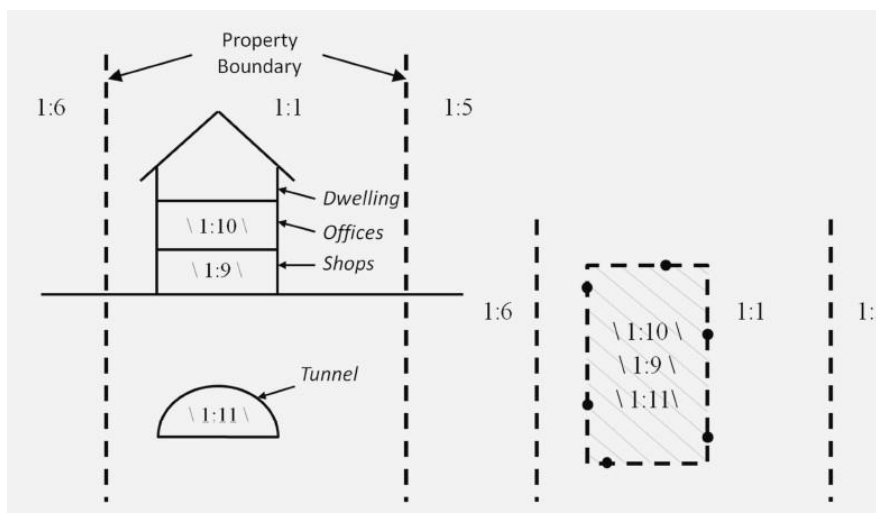 Property
Boundary
1:6
1:1
1:5
Dwelling
\ 1:10 \
Offices
\ 1:9 \
Shops
Tunnel
\ 1:11 \
1:6
\ 1:10 \
\ 1:9 \
\ 1:11\
1:1
1: